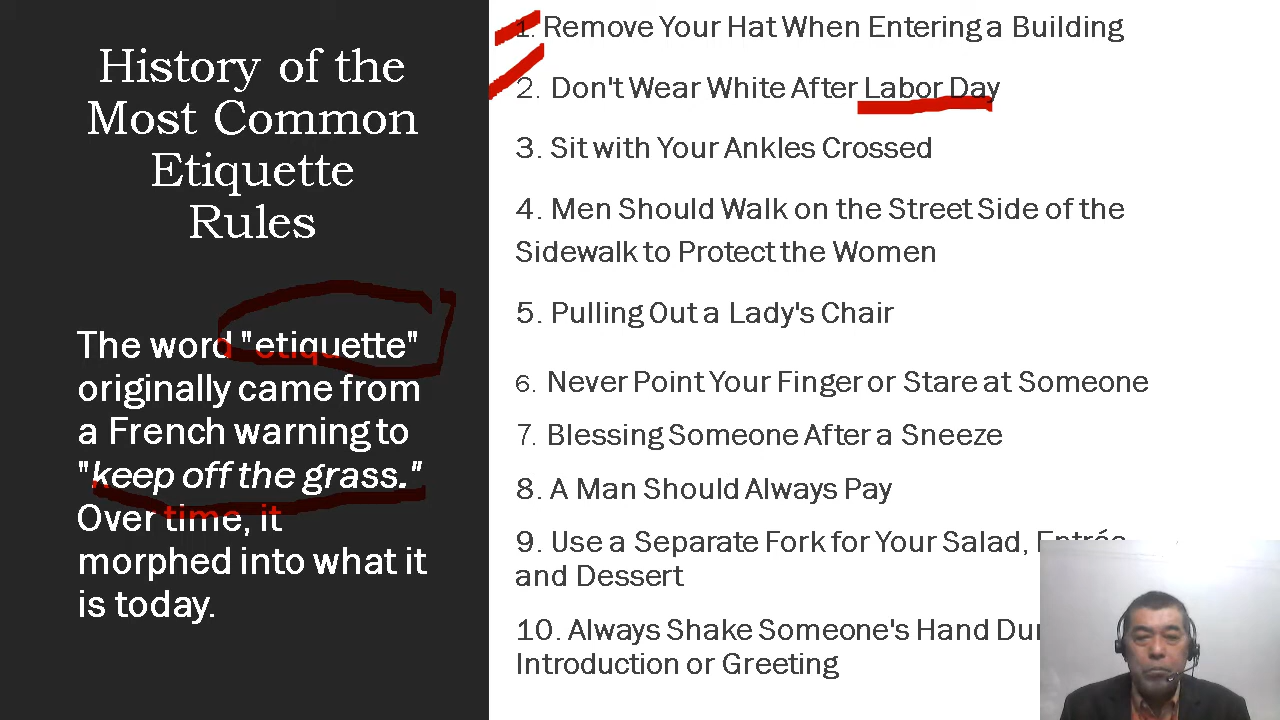 History of the
Most Common
Etiquette
Rules
The word "etiquette"
originally came from
a French warning to
"keep off the grass."
Over time, it
morphed into what it
is today.
1. Remove Your Hat When Entering a Building
2. Don't Wear White After Labor Day
3. Sit with Your Ankles Crossed
4. Men Should Walk on the Street Side of the
Sidewalk to Protect the Women
5. Pulling Out a Lady's Chair
6. Never Point Your Finger or Stare at Someone
7. Blessing Someone After a Sneeze
8. A Man Should Always Pay
9. Use a Separate Fork for Your Salad,
and Dessert
10. Always Shake Someone's Hand
Introduction or Greeting